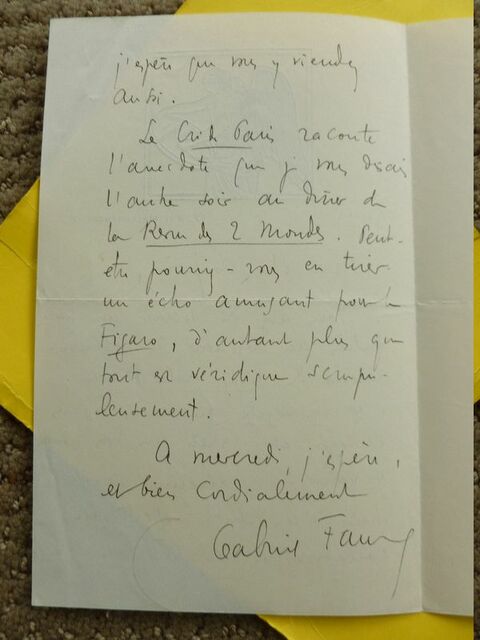 j'espère que vous y viendrez
aussi.
Le Cri de Paris raconte
l'anecdote que je vous disais
l'autre soir au dîner de
la Revue des 2 Mondes. Peut-
être pourriez-vous en tirer
un écho amusant pour le
Figaro, d'autant plus que
tout est véridique scrupu-
leusement.
A mercredi, j'espère,
et bien cordialement
Gabriel Faure